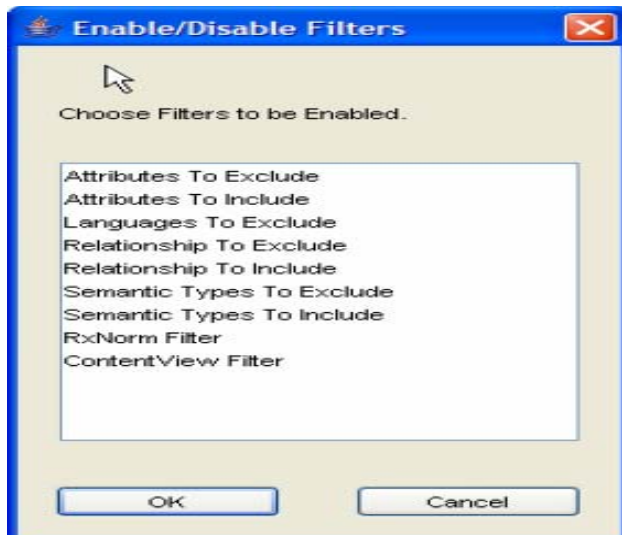 Enable/Disable Filters
Choose Filters to be Enabled.
Attributes To Exclude
Attributes To Include
Languages To Exclude
Relationship To Exclude
Relationship To Include
Semantic Types To Exclude
Semantic Types To Include
RxNorm Filter
ContentView Filter
OK Cancel